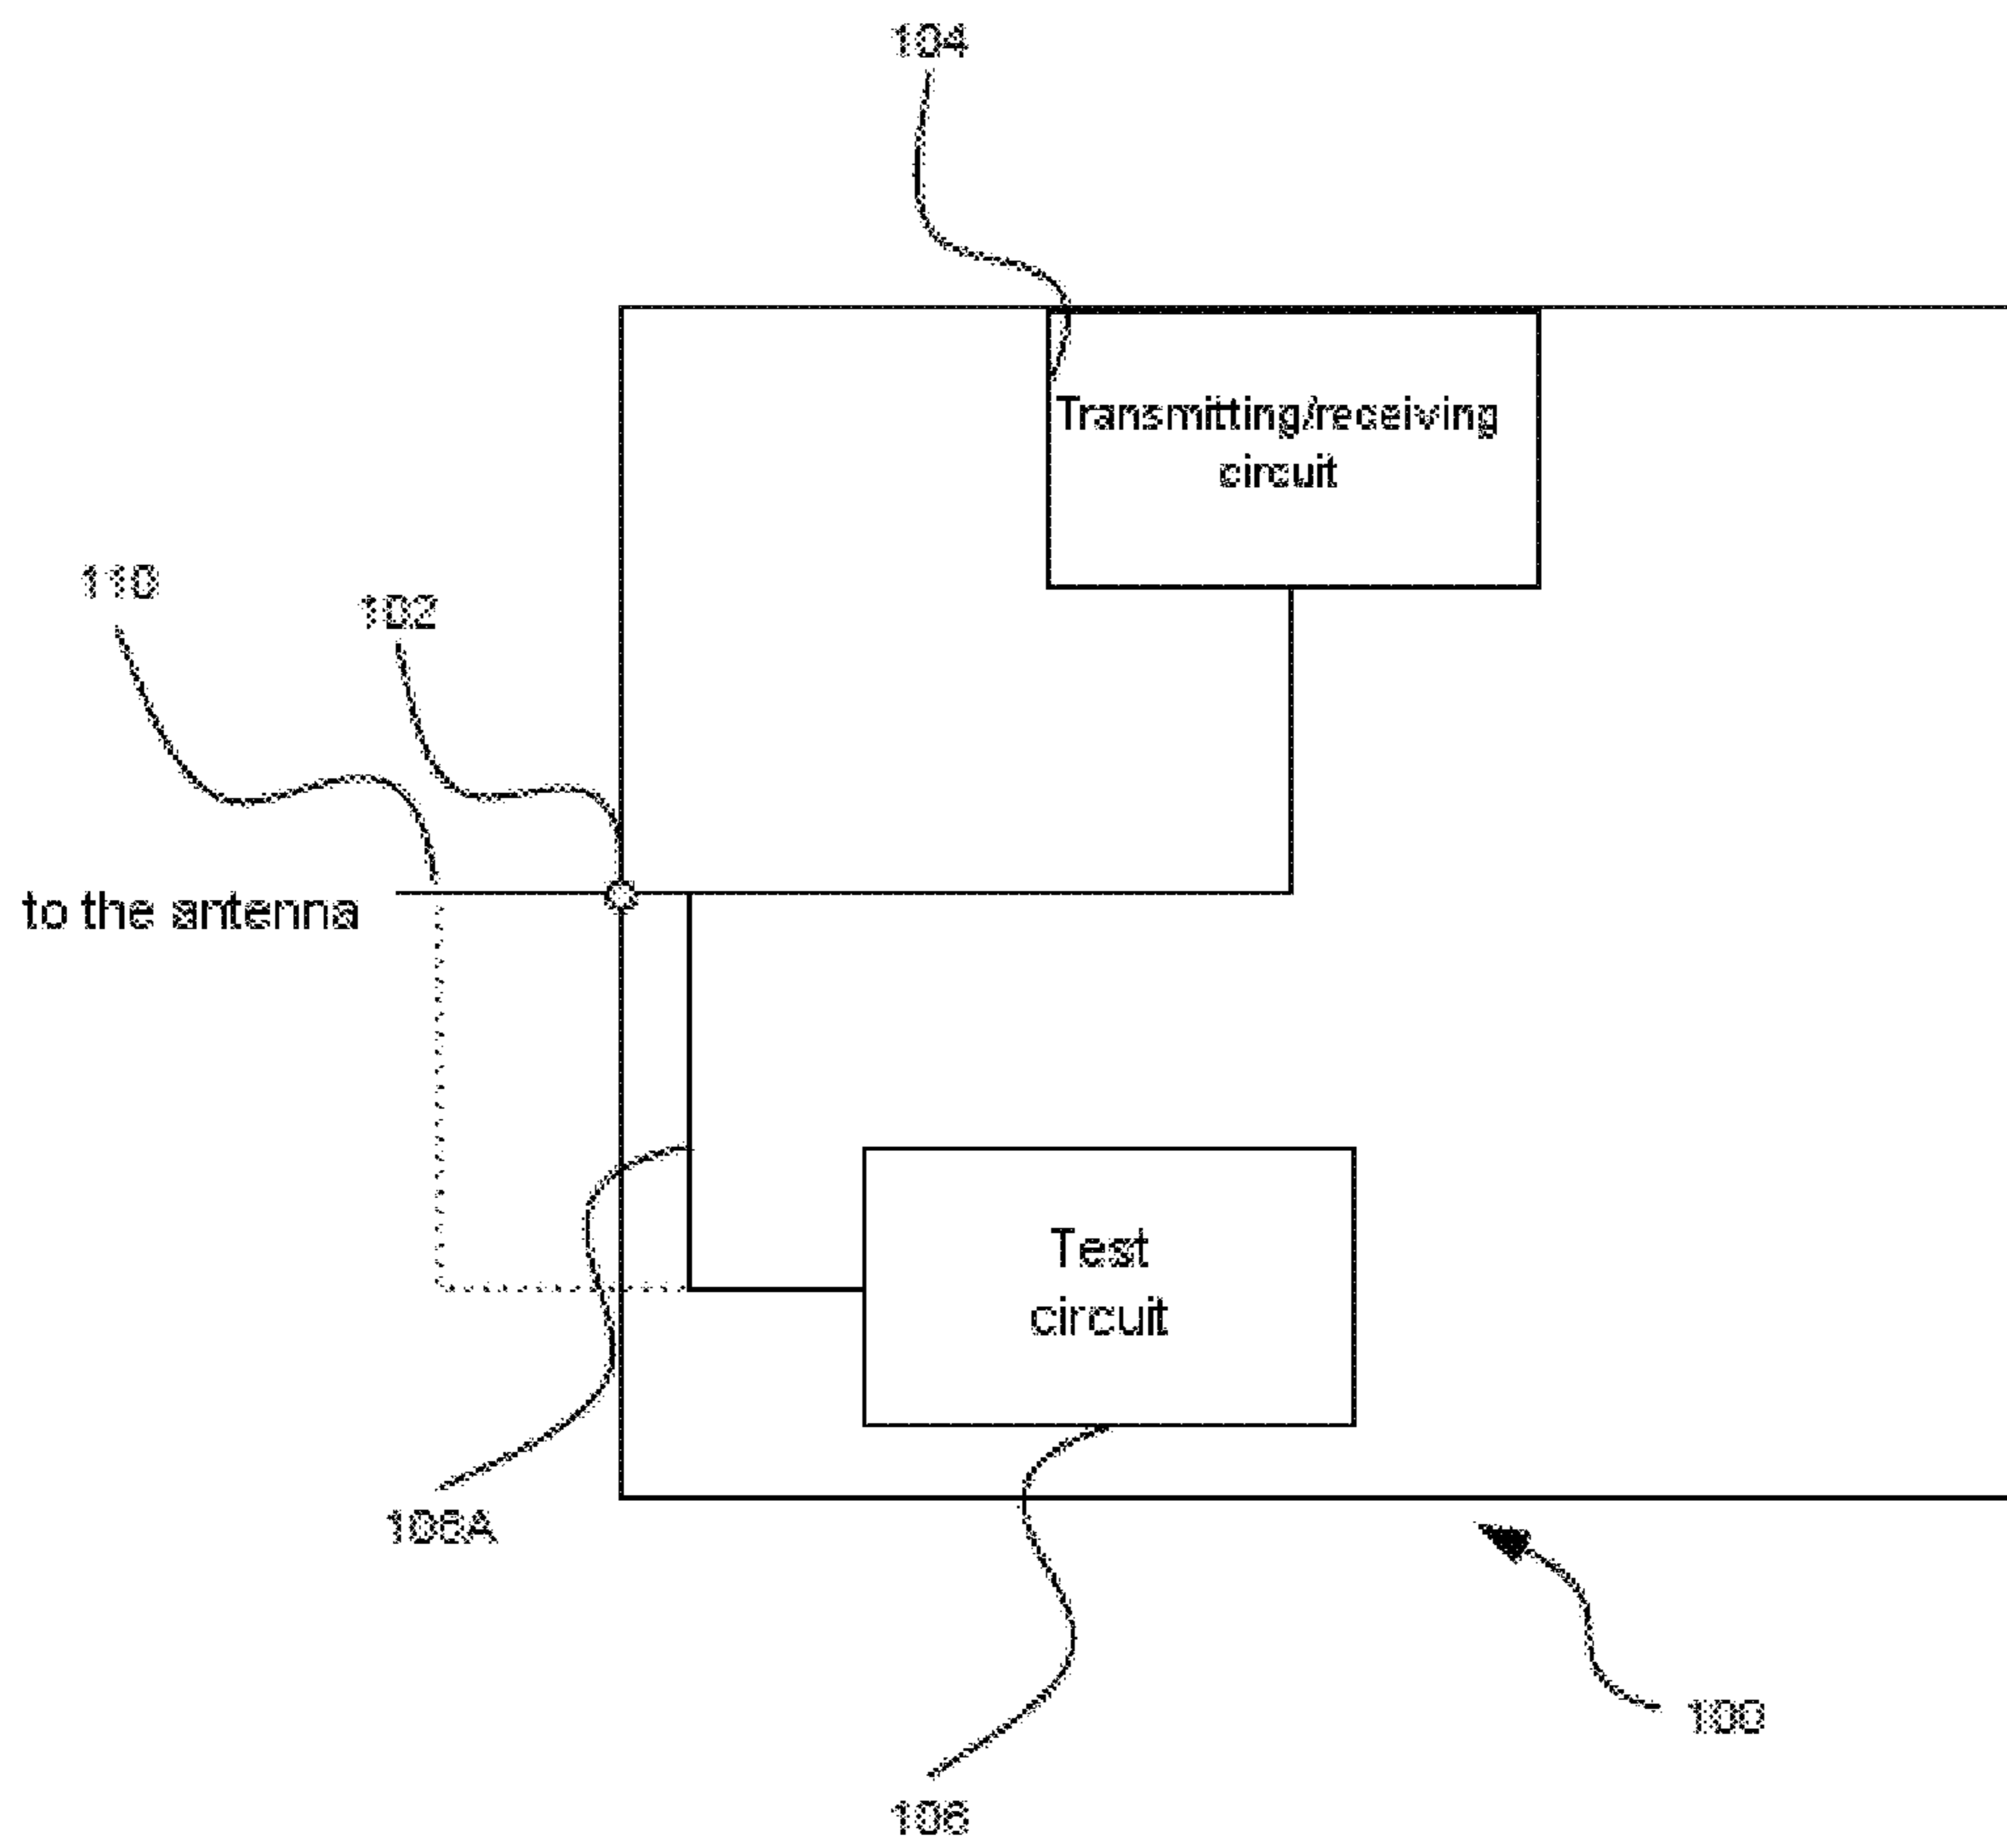 104
Transmitting/receiving
circuit
110
102
to the antenna
Test
circuit
106A
100
106